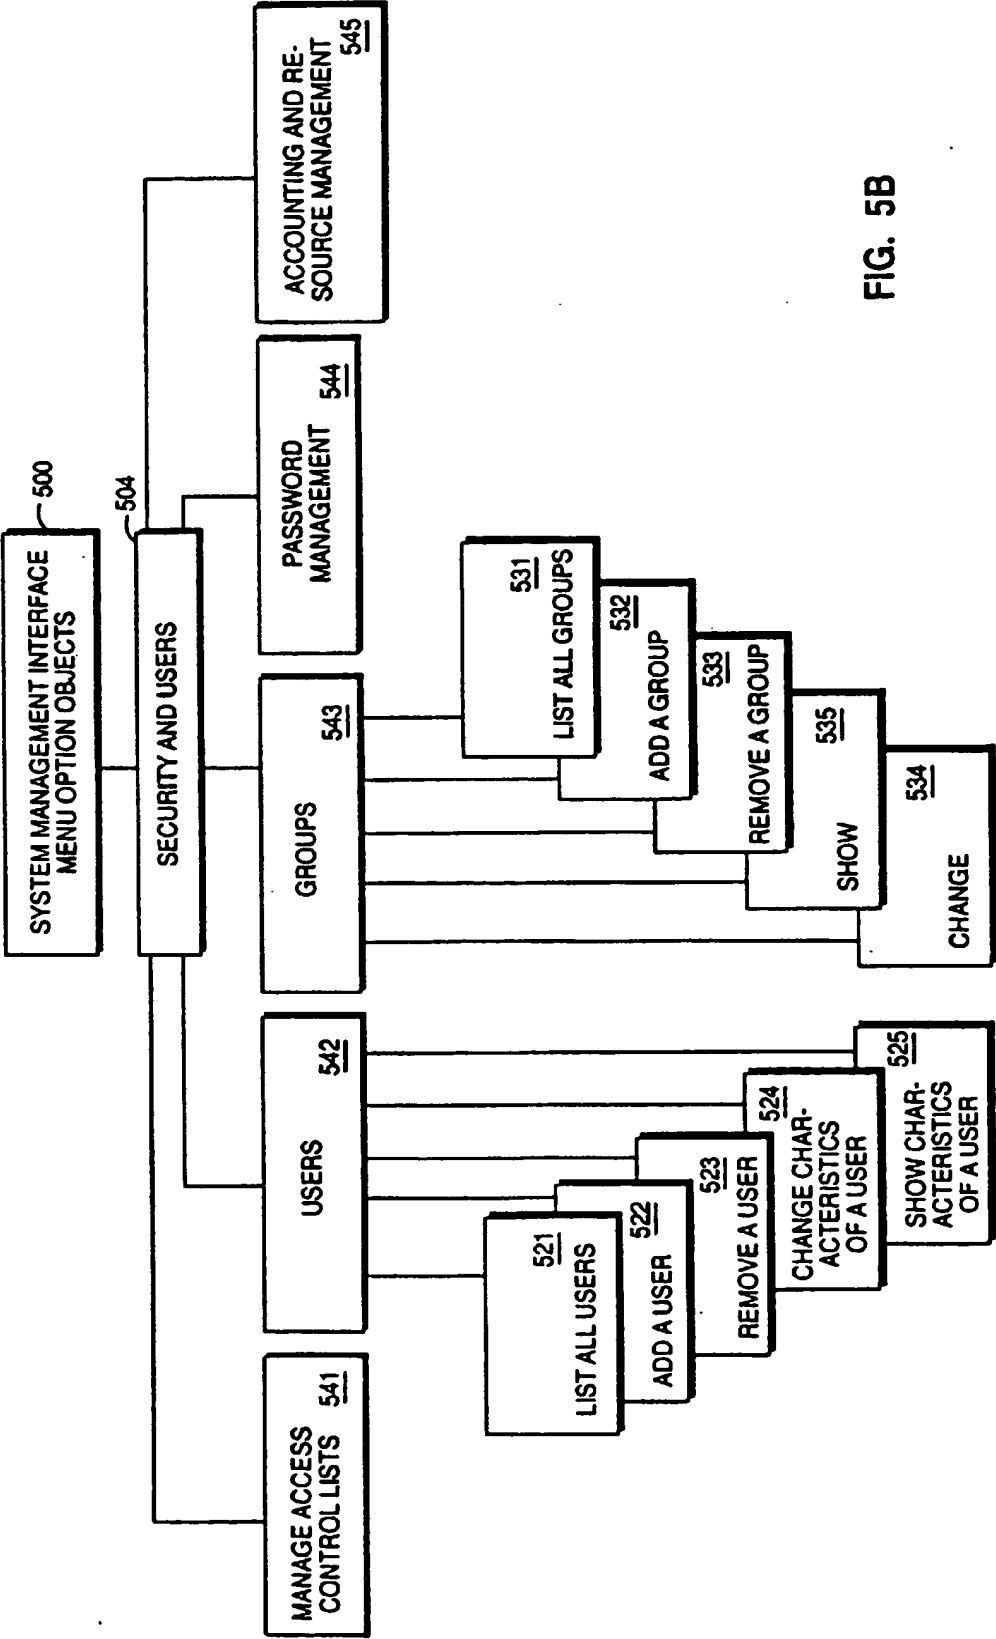 SYSTEM MANAGEMENT INTERFACE
MENU OPTION OBJECTS
500
SECURITY AND USERS
504
MANAGE ACCESS
CONTROL LISTS
541
USERS
542
GROUPS
543
PASSWORD
MANAGEMENT
544
ACCOUNTING AND RE-
SOURCE MANAGEMENT
545
521
LIST ALL USERS
522
ADD A USER
523
REMOVE A USER
524
CHANGE CHAR-
ACTERISTICS
OF A USER
525
SHOW CHAR-
ACTERISTICS
OF A USER
531
LIST ALL GROUPS
532
ADD A GROUP
533
REMOVE A GROUP
535
SHOW
534
CHANGE
FIG. 5B